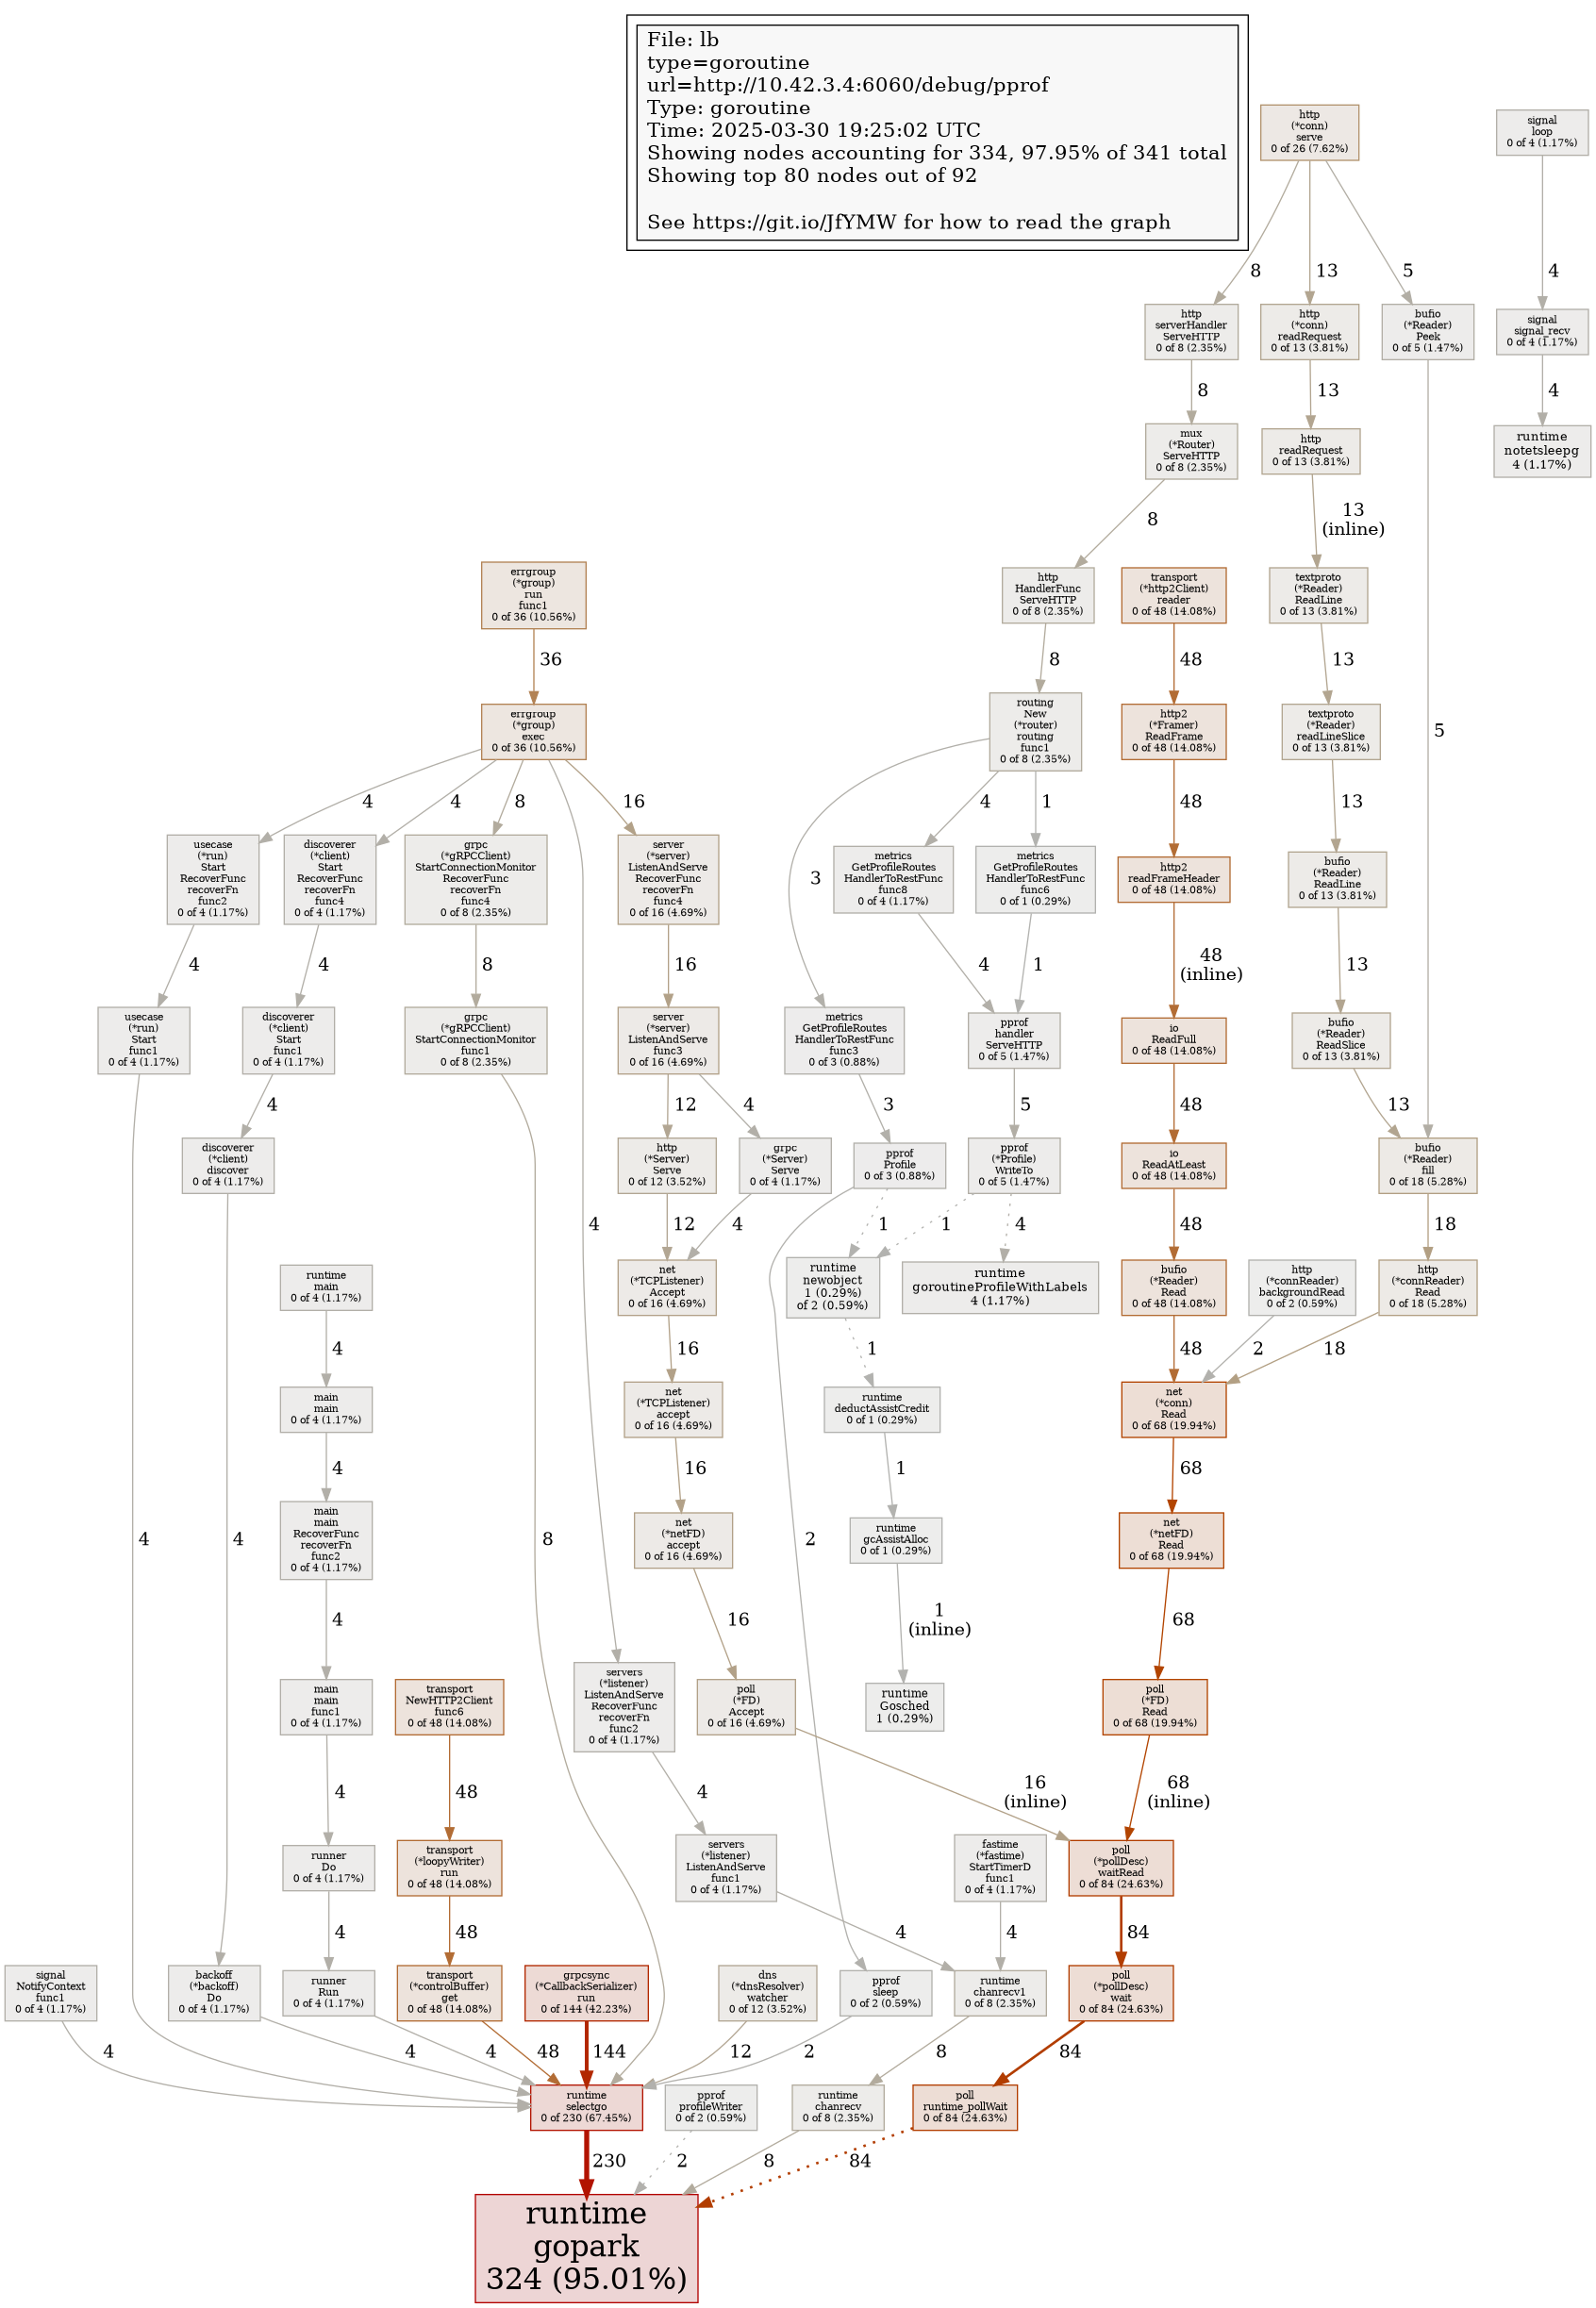 File: lb
type=goroutine
url=http://10.42.3.4:6060/debug/pprof
Type: goroutine
Time: 2025-03-30 19:25:02 UTC
Showing nodes accounting for 334, 97.95% of 341 total
Showing top 80 nodes out of 92
See https://git.io/JfYMW for how to read the graph
http
(*conn)
serve
0 of 26 (7.62%)
signal
loop
0 of 4 (1.17%)
8
13
5
4
http
serverHandler
ServeHTTP
0 of 8 (2.35%)
http
(*conn)
readRequest
0 of 13 (3.81%)
bufio
(*Reader)
Peek
0 of 5 (1.47%)
signal
signal_recv
0 of 4 (1.17%)
8
13
4
mux
(*Router)
ServeHTTP
0 of 8 (2.35%)
http
readRequest
0 of 13 (3.81%)
runtime
notetsleepg
4 (1.17%)
8
13
(inline)
errgroup
(*group)
run
func1
0 of 36 (10.56%)
http
HandlerFunc
ServeHTTP
0 of 8 (2.35%)
transport
(*http2Client)
reader
0 of 48 (14.08%)
textproto
(*Reader)
ReadLine
0 of 13 (3.81%)
36
8
48
13
errgroup
(*group)
exec
0 of 36 (10.56%)
routing
New
(*router)
routing
func1
0 of 8 (2.35%)
http2
(*Framer)
ReadFrame
0 of 48 (14.08%)
textproto
(*Reader)
readLineSlice
0 of 13 (3.81%)
5
4
4
8
16
4
1
48
13
usecase
(*run)
Start
RecoverFunc
recoverFn
func2
0 of 4 (1.17%)
discoverer
(*client)
Start
RecoverFunc
recoverFn
func4
0 of 4 (1.17%)
grpc
(*gRPCClient)
StartConnectionMonitor
RecoverFunc
recoverFn
func4
0 of 8 (2.35%)
server
(*server)
ListenAndServe
RecoverFunc
recoverFn
func4
0 of 16 (4.69%)
3
metrics
GetProfileRoutes
HandlerToRestFunc
func8
0 of 4 (1.17%)
metrics
GetProfileRoutes
HandlerToRestFunc
func6
0 of 1 (0.29%)
http2
readFrameHeader
0 of 48 (14.08%)
bufio
(*Reader)
ReadLine
0 of 13 (3.81%)
4
4
8
16
4
1
48
(inline)
13
usecase
(*run)
Start
func1
0 of 4 (1.17%)
discoverer
(*client)
Start
func1
0 of 4 (1.17%)
grpc
(*gRPCClient)
StartConnectionMonitor
func1
0 of 8 (2.35%)
server
(*server)
ListenAndServe
func3
0 of 16 (4.69%)
metrics
GetProfileRoutes
HandlerToRestFunc
func3
0 of 3 (0.88%)
pprof
handler
ServeHTTP
0 of 5 (1.47%)
io
ReadFull
0 of 48 (14.08%)
bufio
(*Reader)
ReadSlice
0 of 13 (3.81%)
4
12
4
3
5
48
13
discoverer
(*client)
discover
0 of 4 (1.17%)
http
(*Server)
Serve
0 of 12 (3.52%)
grpc
(*Server)
Serve
0 of 4 (1.17%)
pprof
Profile
0 of 3 (0.88%)
pprof
(*Profile)
WriteTo
0 of 5 (1.47%)
io
ReadAtLeast
0 of 48 (14.08%)
bufio
(*Reader)
fill
0 of 18 (5.28%)
4
12
4
1
1
4
48
18
runtime
main
0 of 4 (1.17%)
net
(*TCPListener)
Accept
0 of 16 (4.69%)
runtime
newobject
1 (0.29%)
of 2 (0.59%)
runtime
goroutineProfileWithLabels
4 (1.17%)
bufio
(*Reader)
Read
0 of 48 (14.08%)
http
(*connReader)
backgroundRead
0 of 2 (0.59%)
http
(*connReader)
Read
0 of 18 (5.28%)
4
16
1
48
2
18
main
main
0 of 4 (1.17%)
net
(*TCPListener)
accept
0 of 16 (4.69%)
runtime
deductAssistCredit
0 of 1 (0.29%)
net
(*conn)
Read
0 of 68 (19.94%)
4
16
1
68
4
4
8
main
main
RecoverFunc
recoverFn
func2
0 of 4 (1.17%)
net
(*netFD)
accept
0 of 16 (4.69%)
2
runtime
gcAssistAlloc
0 of 1 (0.29%)
net
(*netFD)
Read
0 of 68 (19.94%)
4
16
1
(inline)
68
main
main
func1
0 of 4 (1.17%)
transport
NewHTTP2Client
func6
0 of 48 (14.08%)
servers
(*listener)
ListenAndServe
RecoverFunc
recoverFn
func2
0 of 4 (1.17%)
poll
(*FD)
Accept
0 of 16 (4.69%)
runtime
Gosched
1 (0.29%)
poll
(*FD)
Read
0 of 68 (19.94%)
4
48
4
16
(inline)
68
(inline)
runner
Do
0 of 4 (1.17%)
transport
(*loopyWriter)
run
0 of 48 (14.08%)
servers
(*listener)
ListenAndServe
func1
0 of 4 (1.17%)
fastime
(*fastime)
StartTimerD
func1
0 of 4 (1.17%)
poll
(*pollDesc)
waitRead
0 of 84 (24.63%)
4
48
4
4
84
signal
NotifyContext
func1
0 of 4 (1.17%)
backoff
(*backoff)
Do
0 of 4 (1.17%)
runner
Run
0 of 4 (1.17%)
transport
(*controlBuffer)
get
0 of 48 (14.08%)
grpcsync
(*CallbackSerializer)
run
0 of 144 (42.23%)
dns
(*dnsResolver)
watcher
0 of 12 (3.52%)
pprof
sleep
0 of 2 (0.59%)
runtime
chanrecv1
0 of 8 (2.35%)
poll
(*pollDesc)
wait
0 of 84 (24.63%)
4
4
4
48
144
12
2
8
84
runtime
selectgo
0 of 230 (67.45%)
pprof
profileWriter
0 of 2 (0.59%)
runtime
chanrecv
0 of 8 (2.35%)
poll
runtime_pollWait
0 of 84 (24.63%)
230
2
8
84
runtime
gopark
324 (95.01%)